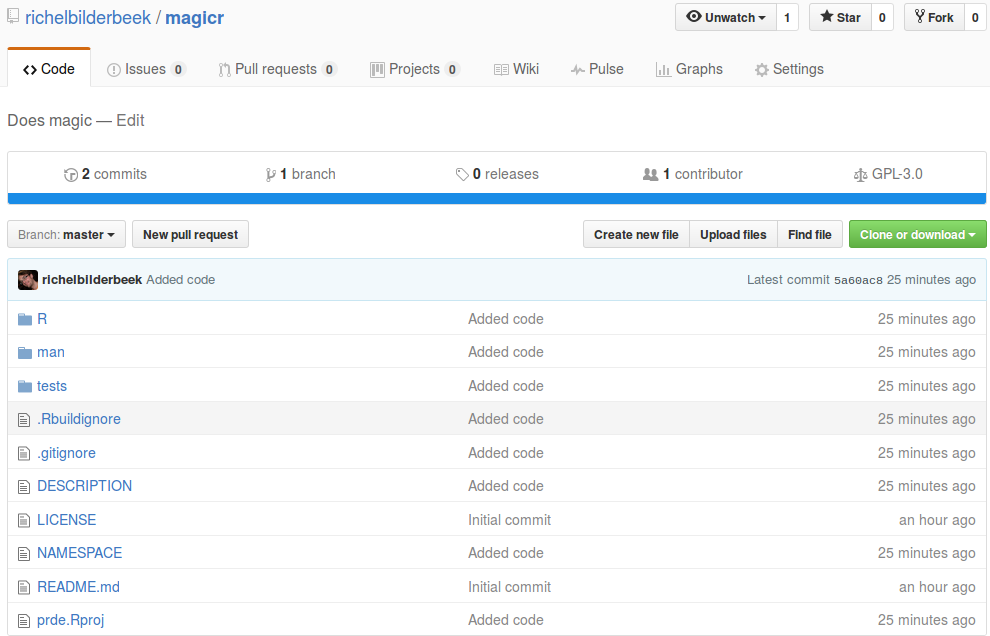 richelbilderbeek / magicr Unwatch 1 Star 0 Fork 0
Code Issues 0 Pull requests 0 Projects 0 Wiki Pulse Graphs Settings
Does magic — Edit
2 commits 1 branch 0 releases 1 contributor GPL-3.0
Branch: master New pull request Create new file Upload files Find file Clone or download
richelbilderbeek Added code Latest commit 5a60ac8 25 minutes ago
R Added code 25 minutes ago
man Added code 25 minutes ago
tests Added code 25 minutes ago
.Rbuildignore Added code 25 minutes ago
.gitignore Added code 25 minutes ago
DESCRIPTION Added code 25 minutes ago
LICENSE Initial commit an hour ago
NAMESPACE Added code 25 minutes ago
README.md Initial commit an hour ago
prde.Rproj Added code 25 minutes ago